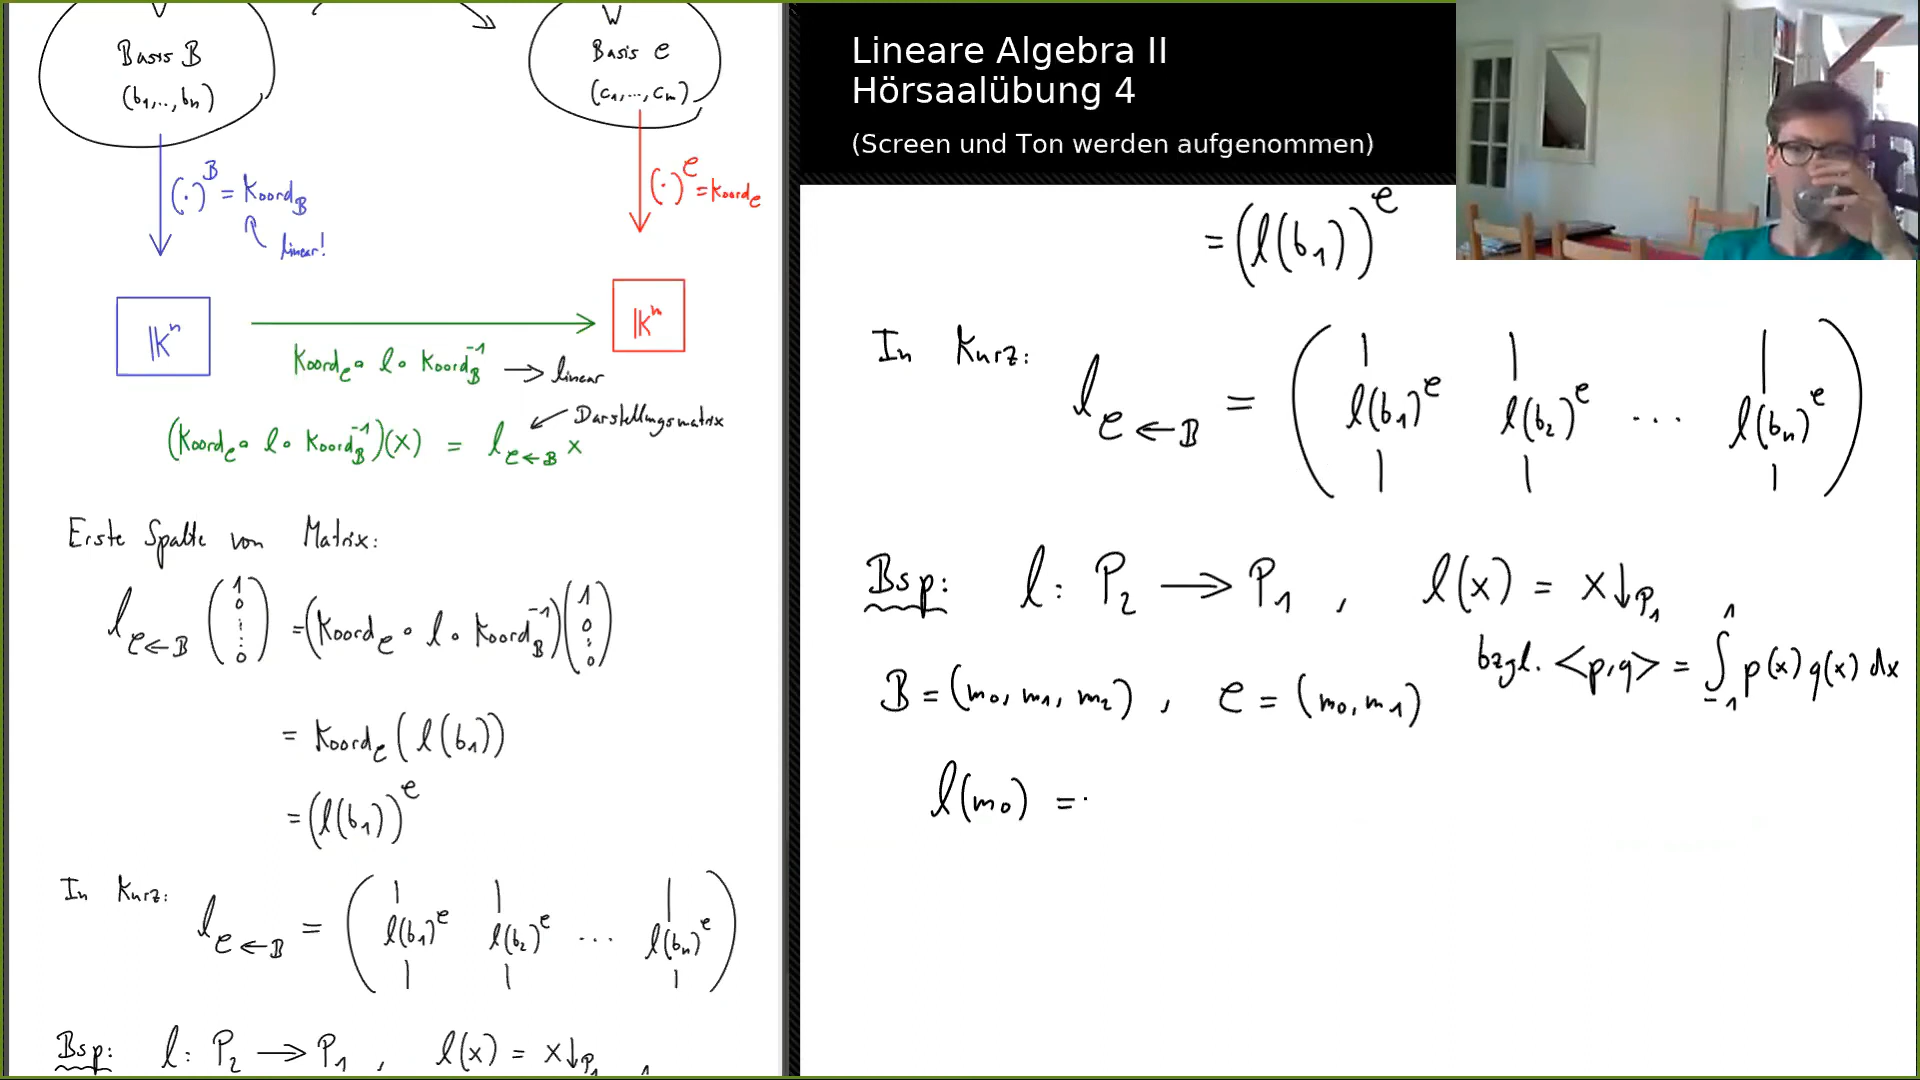 V W
Basis B Basis C
(b₁,..,bₙ) (c₁,...,cₘ)
(·)ᴮ = Koord_B
linear!
(·)ᶜ = Koord_C
𝕂ⁿ 𝕂ⁿ
Koord_C ∘ l ∘ Koord_B⁻¹ → linear
Darstellungsmatrix
(Koord_C ∘ l ∘ Koord_B⁻¹)(x) = l_{C←B} x
Erste Spalte von Matrix:
l_{C←B} (1 0 ⋮ 0) = (Koord_C ∘ l ∘ Koord_B⁻¹) (1 0 ⋮ 0)
= Koord_C (l(b₁))
= (l(b₁))ᶜ
In Kurz: l_{C←B} = ( l(b₁)ᶜ l(b₂)ᶜ ... l(bₙ)ᶜ )
Bsp: l: P₂ → P₁ , l(x) = x↓_{P₁}
Lineare Algebra II
Hörsaalübung 4
(Screen und Ton werden aufgenommen)
= (l(b₁))ᶜ
In Kurz:
l_{C←B} = ( l(b₁)ᶜ l(b₂)ᶜ ... l(bₙ)ᶜ )
Bsp: l: P₂ → P₁ , l(x) = x↓_{P₁}
bzgl. <p,q> = ∫₋₁¹ p(x) q(x) dx
B = (m₀, m₁, m₂) , C = (m₀, m₁)
l(m₀) =